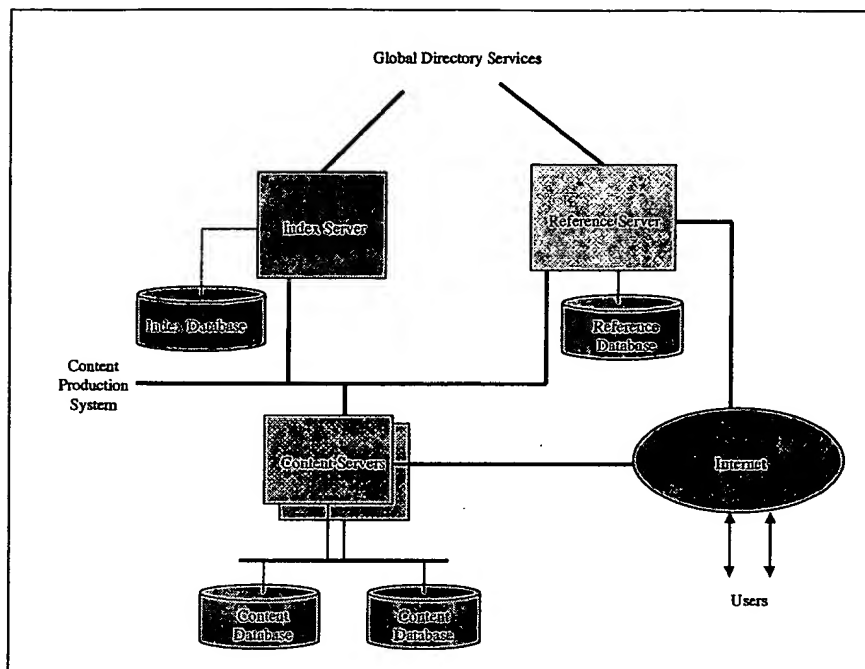 Global Directory Services
Index Server
Reference Server
Index Database
Reference
Database
Content
Production
System
Content Servers
Internet
Content
Database
Content
Database
Users